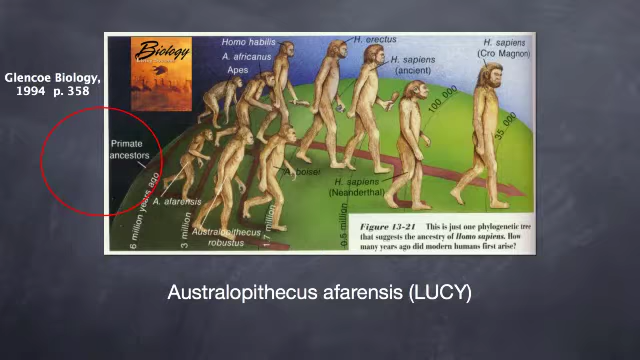 Glencoe Biology,
1994 p. 358
Biology
Homo habilis
A. africanus
Apes
H. erectus
H. sapiens
(ancient)
H. sapiens
(Cro Magnon)
Primate
ancestors
A. afarensis
A. boisei
H. sapiens
(Neanderthal)
Australopithecus
robustus
6 million years ago
3 million
1.7 million
0.5 million
100,000
35,000
Figure 13-21 This is just one phylogenetic tree
that suggests the ancestry of Homo sapiens. How
many years ago did modern humans first arise?
Australopithecus afarensis (LUCY)